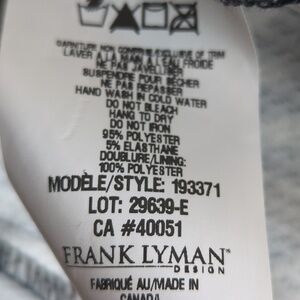 GARNITURE NON COMPRISE/EXCLUSIVE OF TRIM
LAVER À LA MAIN À L'EAU FROIDE
NE PAS JAVELLISER
SUSPENDRE POUR SÉCHER
NE PAS REPASSER
HAND WASH IN COLD WATER
DO NOT BLEACH
HANG TO DRY
DO NOT IRON
95% POLYESTER
5% ELASTHANE
DOUBLURE/LINING:
100% POLYESTER
MODÈLE/STYLE: 193371
LOT: 29639-E
CA #40051
FRANK LYMAN
DESIGN
FABRIQUÉ AU/MADE IN
CANADA